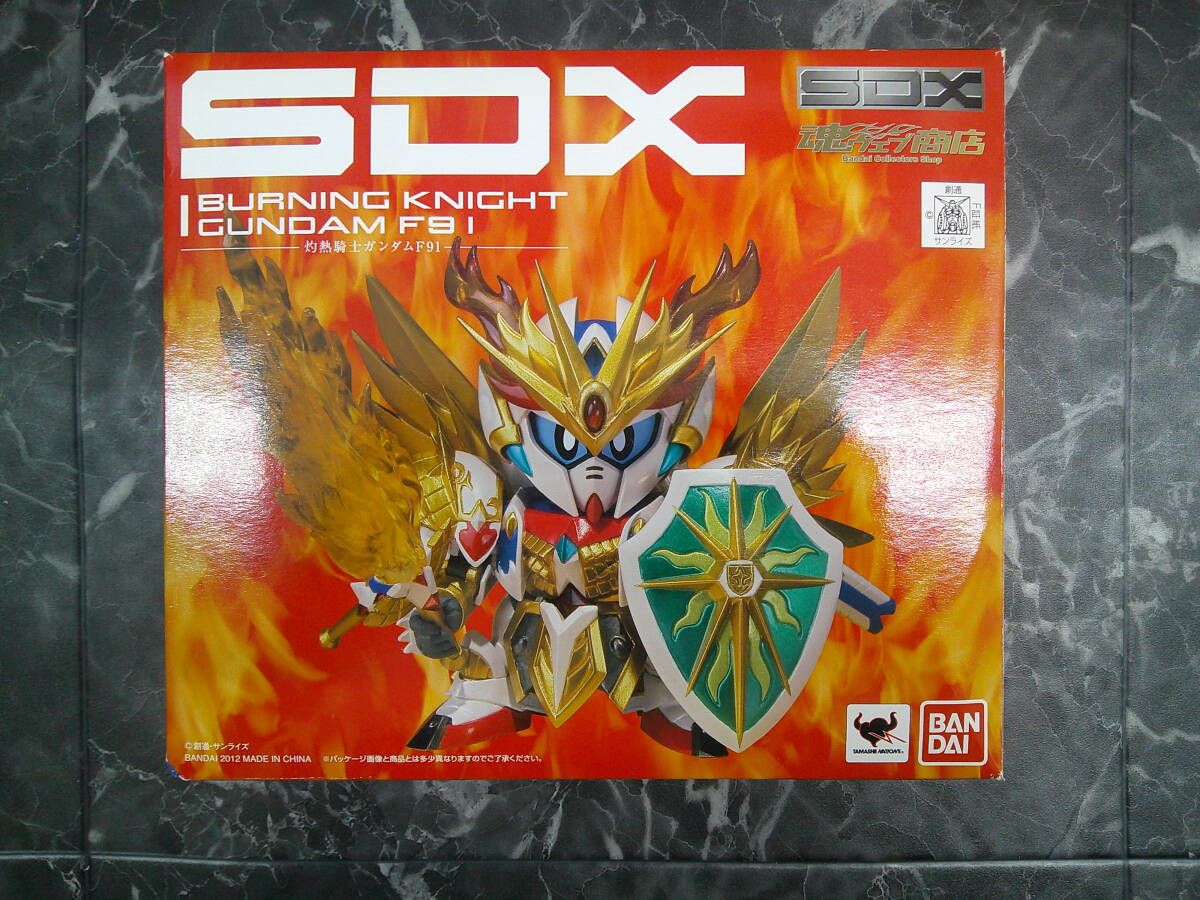 SDX
BURNING KNIGHT
GUNDAM F91
灼熱騎士ガンダムF91
SDX
魂ウェブ商店
Bandai Collectors Shop
創通
©
サンライズ
©創通・サンライズ
BANDAI 2012 MADE IN CHINA ※パッケージ画像と商品とは多少異なりますのでご了承ください。
TAMASHII NATIONS
BAN
DAI